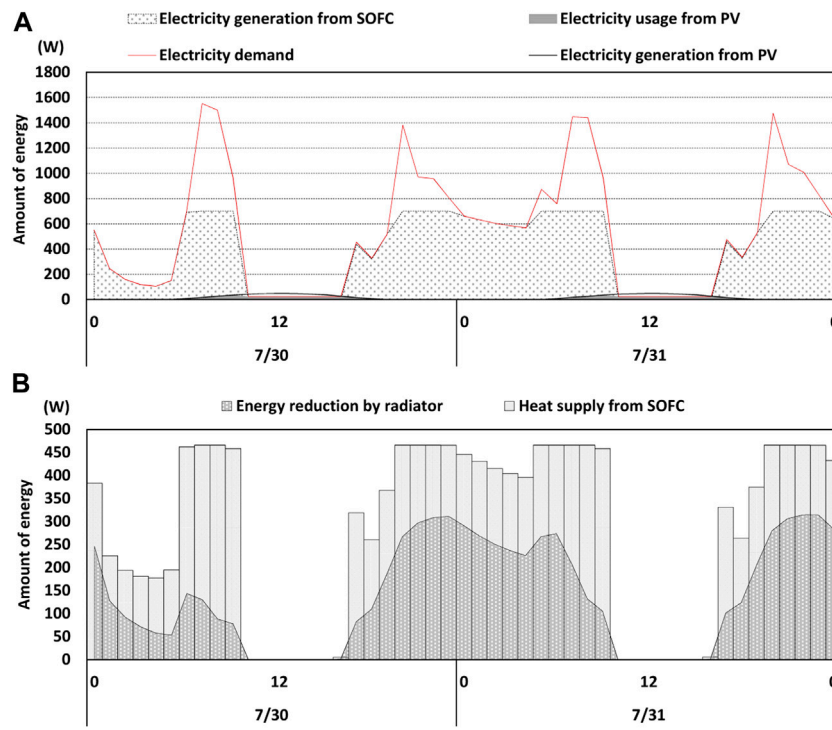 A
Electricity generation from SOFC
Electricity usage from PV
(W)
Electricity demand
Electricity generation from PV
Amount of energy
1800
1600
1400
1200
1000
800
600
400
200
0
0 12 0 12 0
7/30 7/31
B
(W)
Energy reduction by radiator
Heat supply from SOFC
Amount of energy
500
450
400
350
300
250
200
150
100
50
0
0 12 0 12 0
7/30 7/31